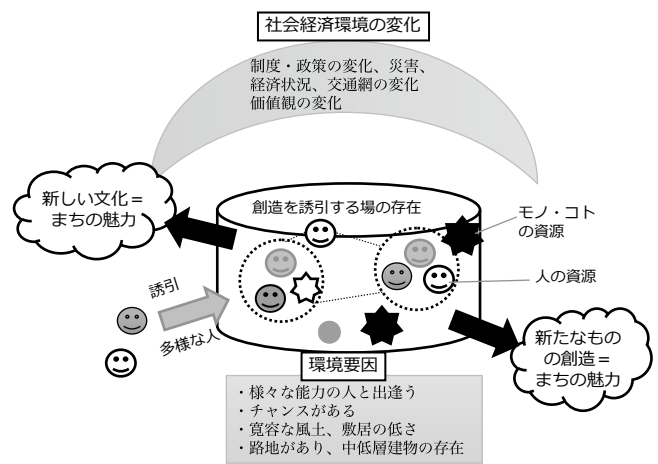 社会経済環境の変化
制度・政策の変化、災害、
経済状況、交通網の変化
価値観の変化
新しい文化＝
まちの魅力
創造を誘引する場の存在
モノ・コト
の資源
人の資源
誘引
多様な人
新たなもの
の創造＝
まちの魅力
環境要因
・様々な能力の人と出逢う
・チャンスがある
・寛容な風土、敷居の低さ
・路地があり、中低層建物の存在